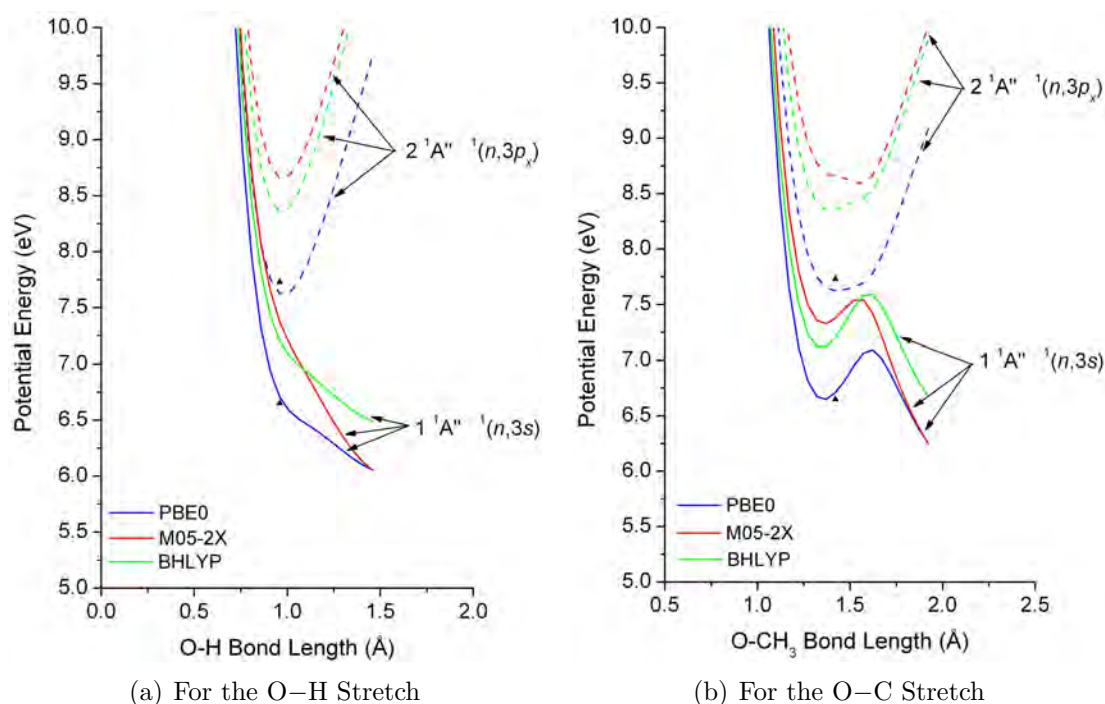 10.0
9.5
9.0
8.5
8.0
7.5
7.0
6.5
6.0
5.5
5.0
Potential Energy (eV)
2 ¹A" ¹(n,3pₓ)
1 ¹A" ¹(n,3s)
PBE0
M05-2X
BHLYP
0.0 0.5 1.0 1.5 2.0
O-H Bond Length (Å)
(a) For the O−H Stretch
10.0
9.5
9.0
8.5
8.0
7.5
7.0
6.5
6.0
5.5
5.0
Potential Energy (eV)
2 ¹A" ¹(n,3pₓ)
1 ¹A" ¹(n,3s)
PBE0
M05-2X
BHLYP
0.5 1.0 1.5 2.0 2.5
O-CH₃ Bond Length (Å)
(b) For the O−C Stretch